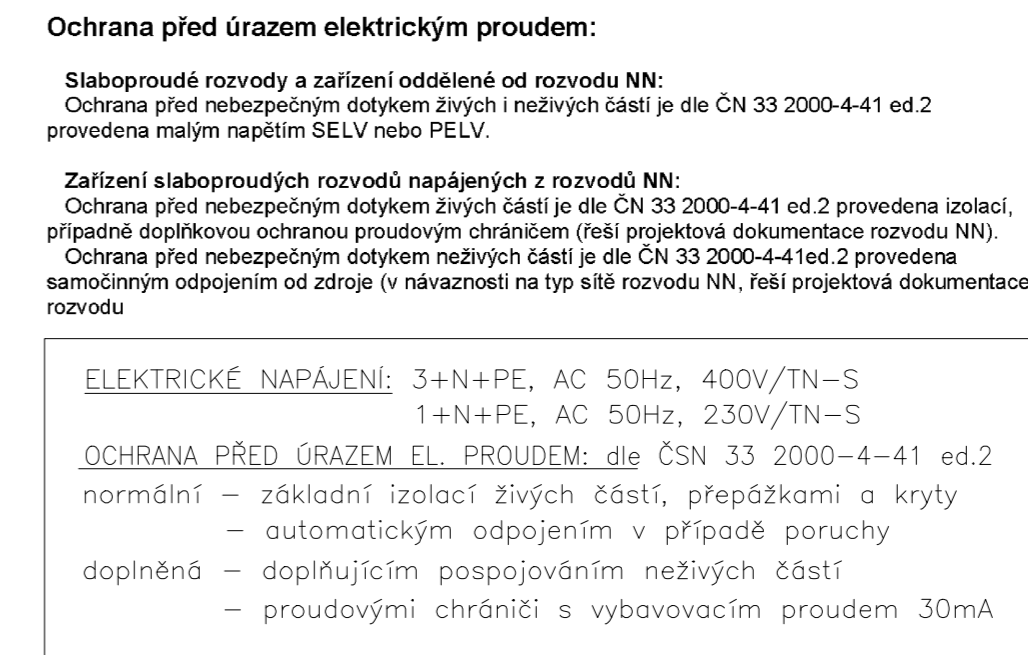 Ochrana před úrazem elektrickým proudem:
Slaboproudé rozvody a zařízení oddělené od rozvodu NN:
Ochrana před nebezpečným dotykem živých i neživých částí je dle ČN 33 2000-4-41 ed.2
provedena malým napětím SELV nebo PELV.
Zařízení slaboproudých rozvodů napájených z rozvodů NN:
Ochrana před nebezpečným dotykem živých částí je dle ČN 33 2000-4-41 ed.2 provedena izolací,
případně doplňkovou ochranou proudovým chráničem (řeší projektová dokumentace rozvodu NN).
Ochrana před nebezpečným dotykem neživých částí je dle ČN 33 2000-4-41ed.2 provedena
samočinným odpojením od zdroje (v návaznosti na typ sítě rozvodu NN, řeší projektová dokumentace
rozvodu
ELEKTRICKÉ NAPÁJENÍ: 3+N+PE, AC 50Hz, 400V/TN-S
1+N+PE, AC 50Hz, 230V/TN-S
OCHRANA PŘED ÚRAZEM EL. PROUDEM: dle ČSN 33 2000-4-41 ed.2
normální - základní izolací živých částí, přepážkami a kryty
- automatickým odpojením v případě poruchy
doplněná - doplňujícím pospojováním neživých částí
- proudovými chrániči s vybavovacím proudem 30mA